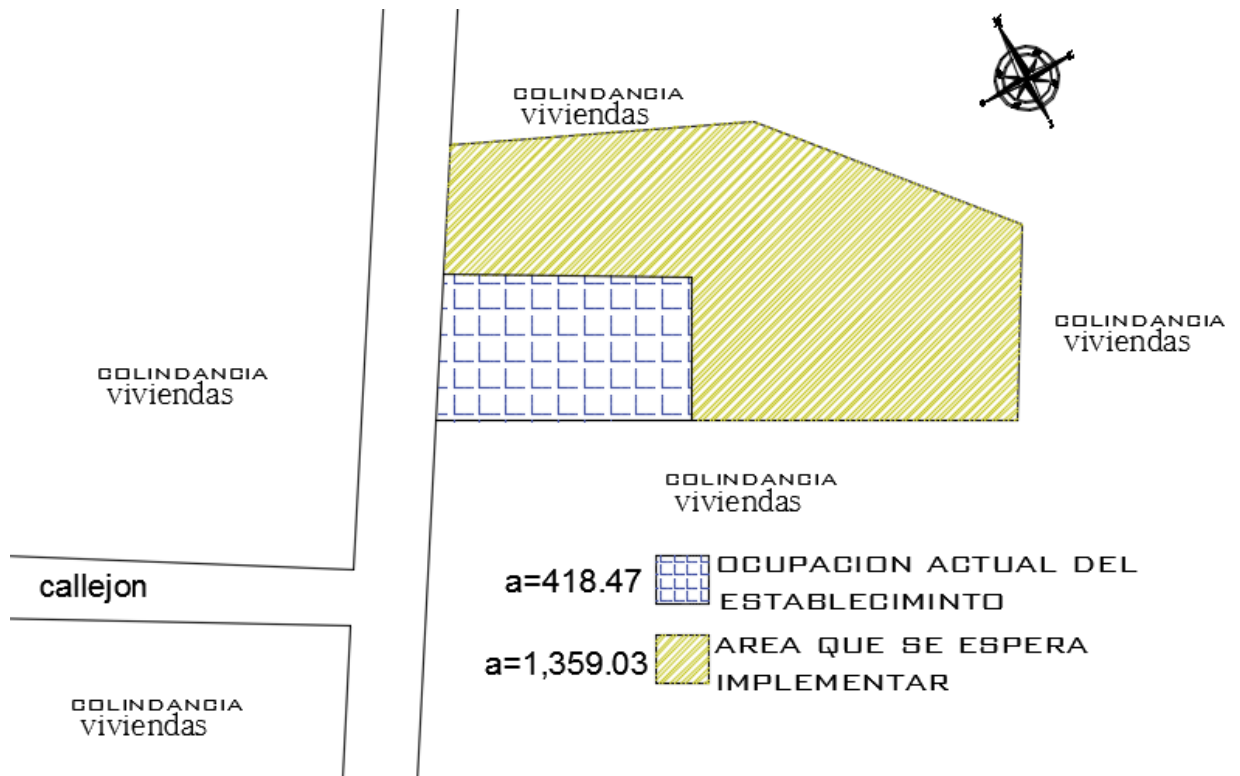 COLINDANCIA
viviendas
COLINDANCIA
viviendas
COLINDANCIA
viviendas
COLINDANCIA
viviendas
callejon
a=418.47 OCUPACION ACTUAL DEL
ESTABLECIMINTO
a=1,359.03 AREA QUE SE ESPERA
IMPLEMENTAR
COLINDANCIA
viviendas